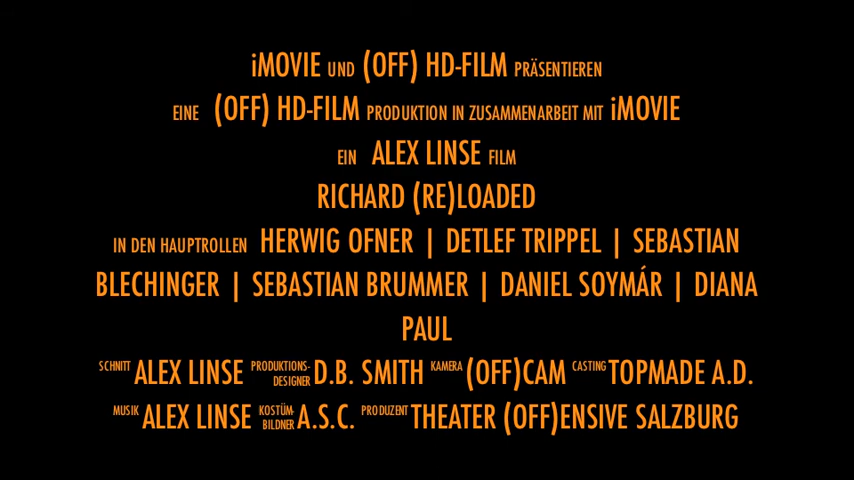 iMOVIE UND (OFF) HD-FILM PRÄSENTIEREN
EINE (OFF) HD-FILM PRODUKTION IN ZUSAMMENARBEIT MIT iMOVIE
EIN ALEX LINSE FILM
RICHARD (RE)LOADED
IN DEN HAUPTROLLEN HERWIG OFNER | DETLEF TRIPPEL | SEBASTIAN
BLECHINGER | SEBASTIAN BRUMMER | DANIEL SOYMÁR | DIANA
PAUL
SCHNITT ALEX LINSE PRODUKTIONS-DESIGNER D.B. SMITH KAMERA (OFF)CAM CASTING TOPMADE A.D.
MUSIK ALEX LINSE KOSTÜM-BILDNER A.S.C. PRODUZENT THEATER (OFF)ENSIVE SALZBURG